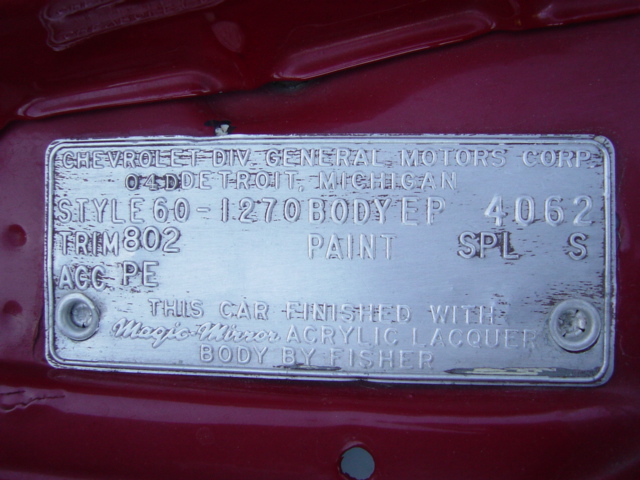 CHEVROLET DIV. GENERAL MOTORS CORP.
04D DETROIT, MICHIGAN
STYLE 60-1270 BODY EP 4062
TRIM 802 PAINT SPL S
ACC. PE
THIS CAR FINISHED WITH
Magic-Mirror ACRYLIC LACQUER
BODY BY FISHER